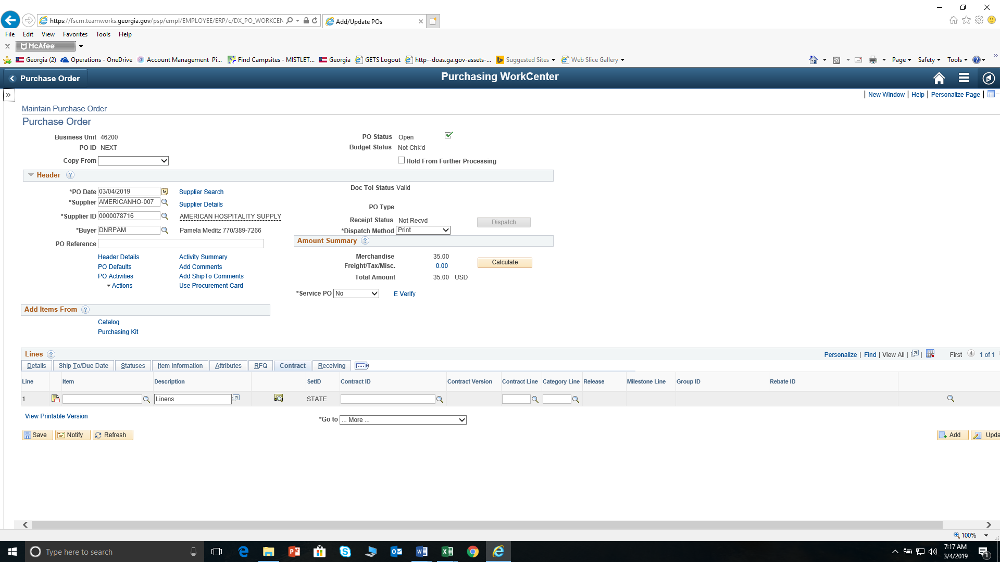 https://fscm.teamworks.georgia.gov/psp/empl/EMPLOYEE/ERP/c/DX_PO_WORKCEN
Add/Update POs
File Edit View Favorites Tools Help
x McAfee
Georgia (2) Operations - OneDrive Account Management Pi... Find Campsites - MISTLET... Georgia GETS Logout http--doas.ga.gov-assets-... Suggested Sites Web Slice Gallery Page Safety Tools
Purchase Order
Purchasing WorkCenter
New Window | Help | Personalize Page |
Maintain Purchase Order
Purchase Order
Business Unit 46200
PO Status Open
PO ID NEXT
Budget Status Not Chk'd
Copy From
Hold From Further Processing
Header
*PO Date 03/04/2019
Supplier Search
Doc Tol Status Valid
*Supplier AMERICANHO-007
Supplier Details
PO Type
*Supplier ID 0000078716
AMERICAN HOSPITALITY SUPPLY
Receipt Status Not Recvd
Dispatch
*Buyer DNRPAM
Pamela Meditz 770/389-7266
*Dispatch Method Print
PO Reference
Amount Summary
Header Details
Activity Summary
Merchandise 35.00
Calculate
PO Defaults
Add Comments
Freight/Tax/Misc. 0.00
PO Activities
Add ShipTo Comments
Total Amount 35.00 USD
Actions
Use Procurement Card
*Service PO No
E Verify
Add Items From
Catalog
Purchasing Kit
Lines
Personalize | Find | View All | | First 1 of 1
Details Ship To/Due Date Statuses Item Information Attributes RFQ Contract Receiving
Line Item Description SetID Contract ID Contract Version Contract Line Category Line Release Milestone Line Group ID Rebate ID
1 Linens STATE
View Printable Version
*Go to ... More ...
Save Notify Refresh
Add Upda
100%
Type here to search
7:17 AM
3/4/2019
1